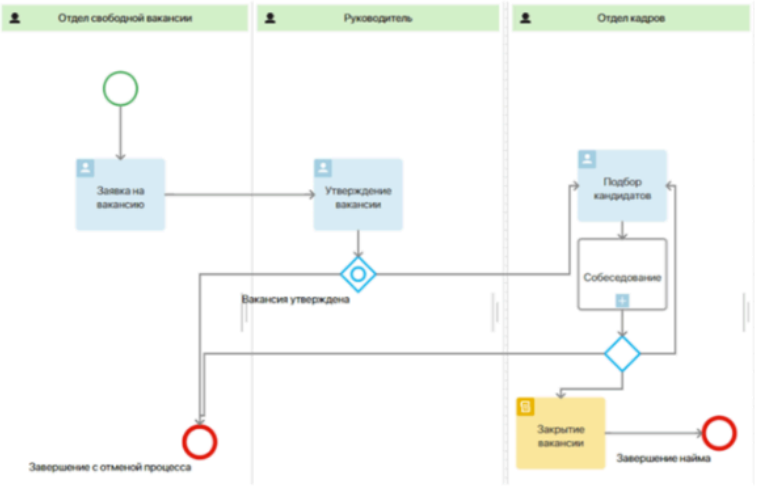 Отдел свободной вакансии
Руководитель
Отдел кадров
Заявка на
вакансию
Утверждение
вакансии
Подбор
кандидатов
Собеседование
Вакансия утверждена
Закрытие
вакансии
Завершение с отменой процесса
Завершение найма